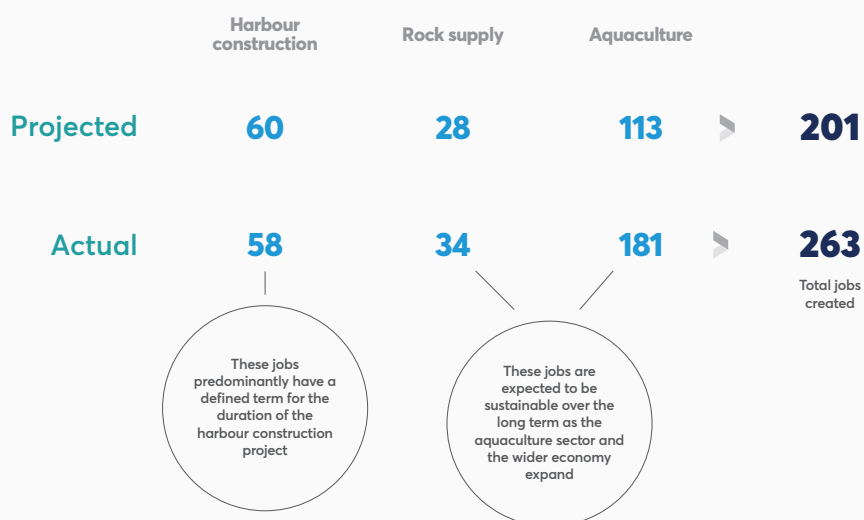 Harbour
construction
Rock supply
Aquaculture
Projected
60
28
113
201
Actual
58
34
181
263
Total jobs
created
These jobs
predominantly have a
defined term for the
duration of the
harbour construction
project
These jobs are
expected to be
sustainable over the
long term as the
aquaculture sector and
the wider economy
expand